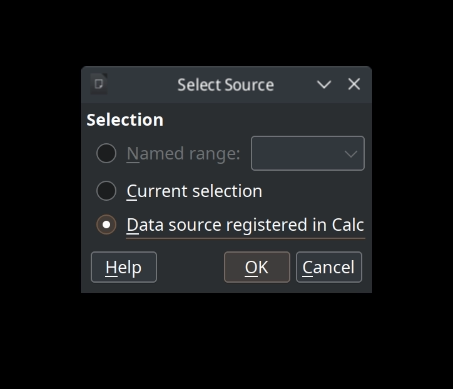 Select Source
Selection
Named range:
Current selection
Data source registered in Calc
Help OK Cancel